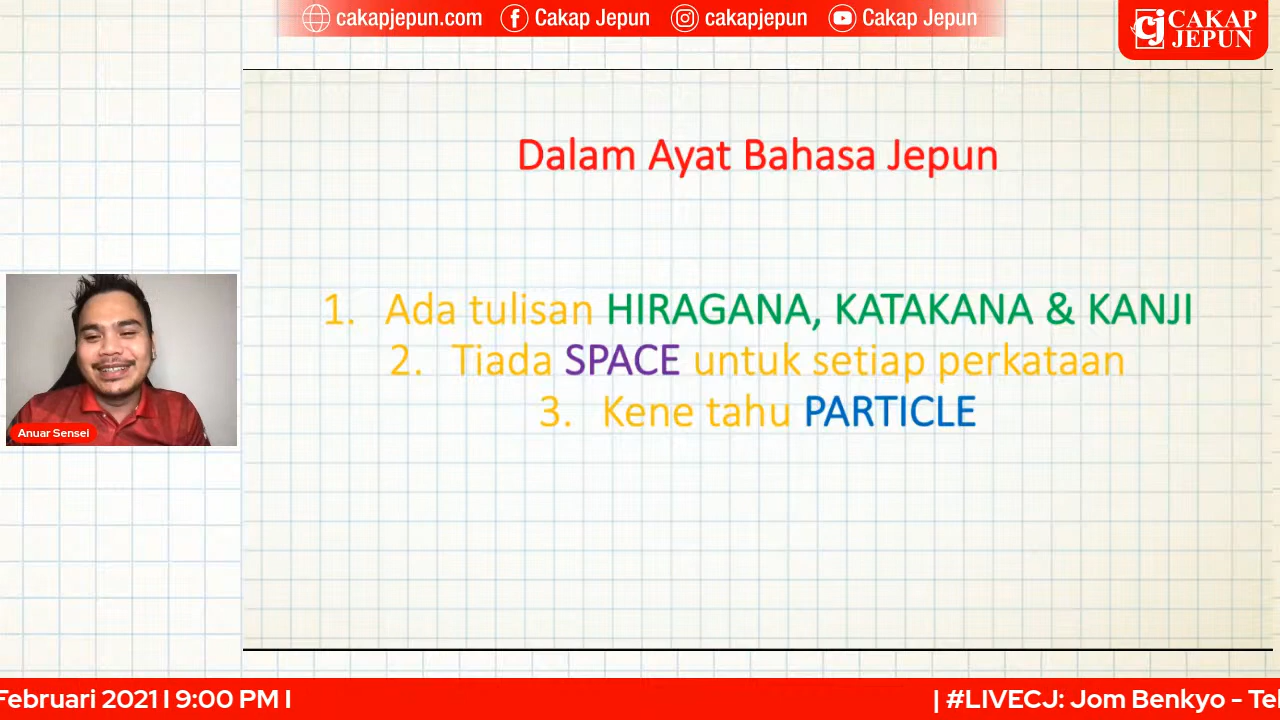 cakapjepun.com Cakap Jepun cakapjepun Cakap Jepun
CAKAP
JEPUN
Dalam Ayat Bahasa Jepun
1. Ada tulisan HIRAGANA, KATAKANA & KANJI
2. Tiada SPACE untuk setiap perkataan
3. Kene tahu PARTICLE
Anuar Sensei
Februari 2021 I 9:00 PM I | #LIVECJ: Jom Benkyo -